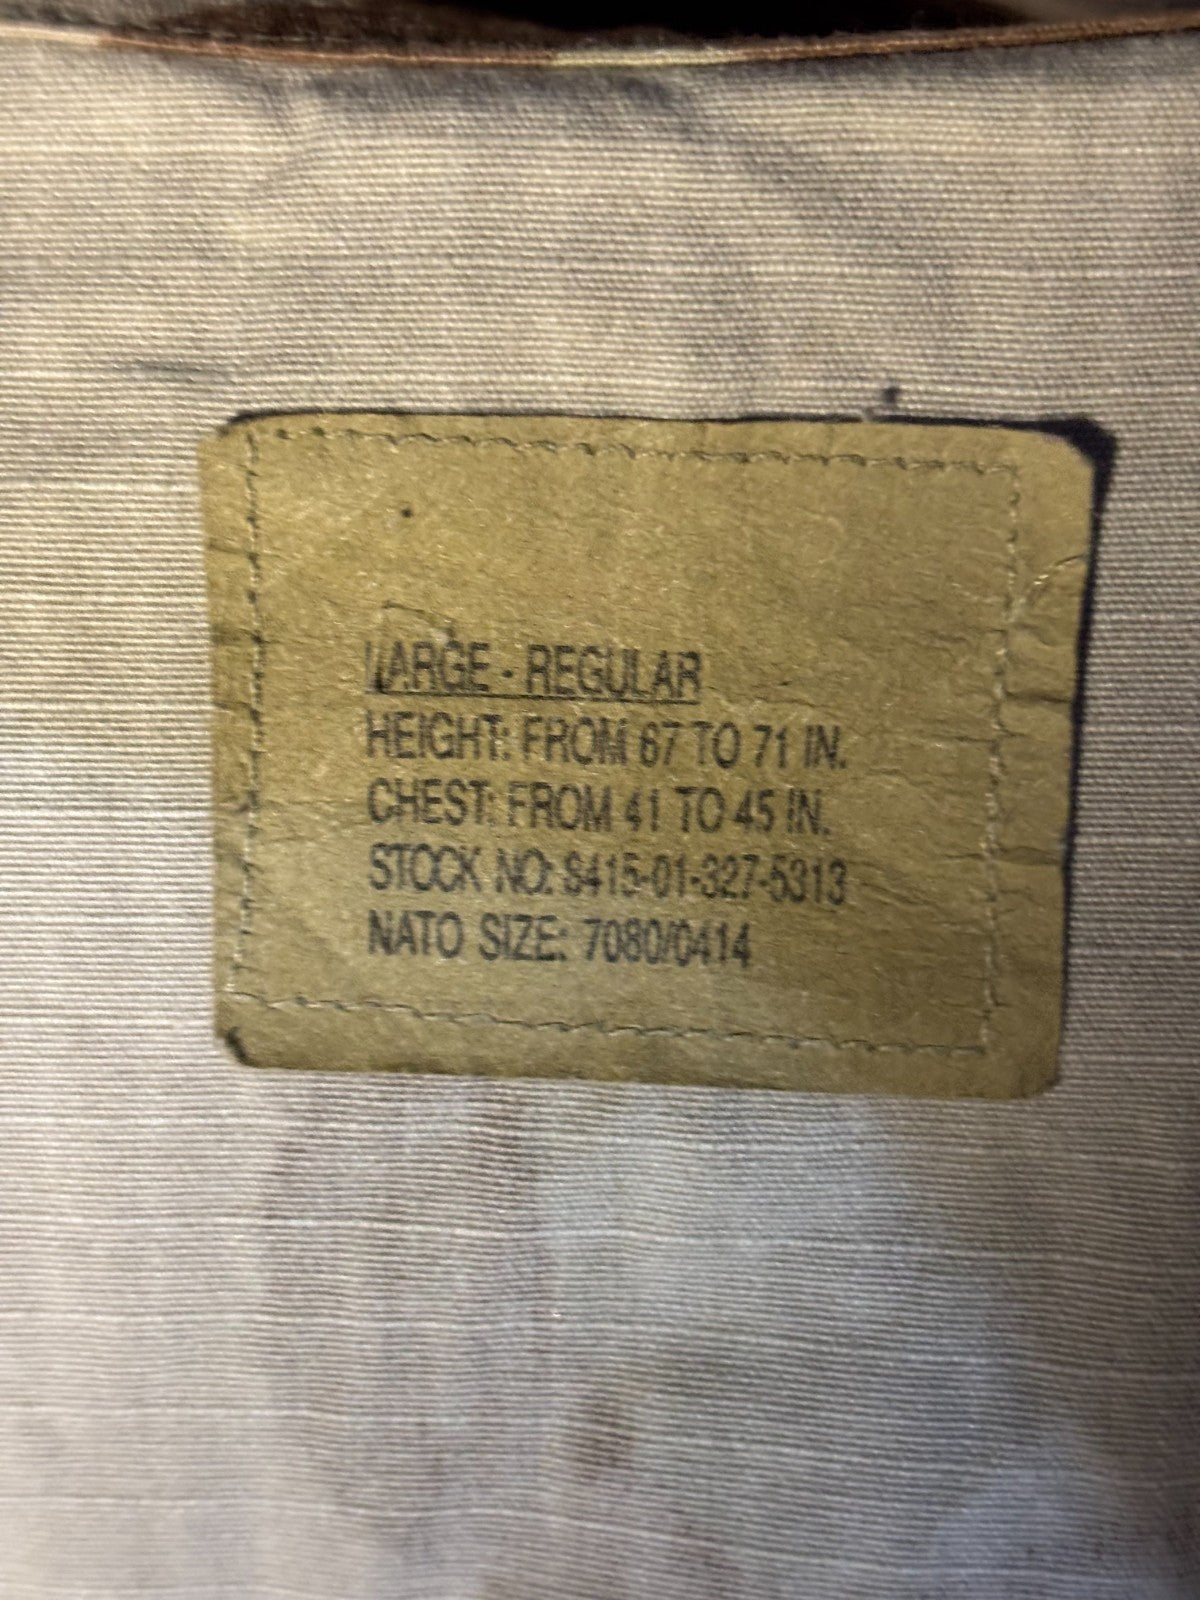 LARGE - REGULAR
HEIGHT: FROM 67 TO 71 IN.
CHEST: FROM 41 TO 45 IN.
STOCK NO: 8415-01-327-5313
NATO SIZE: 7080/0414